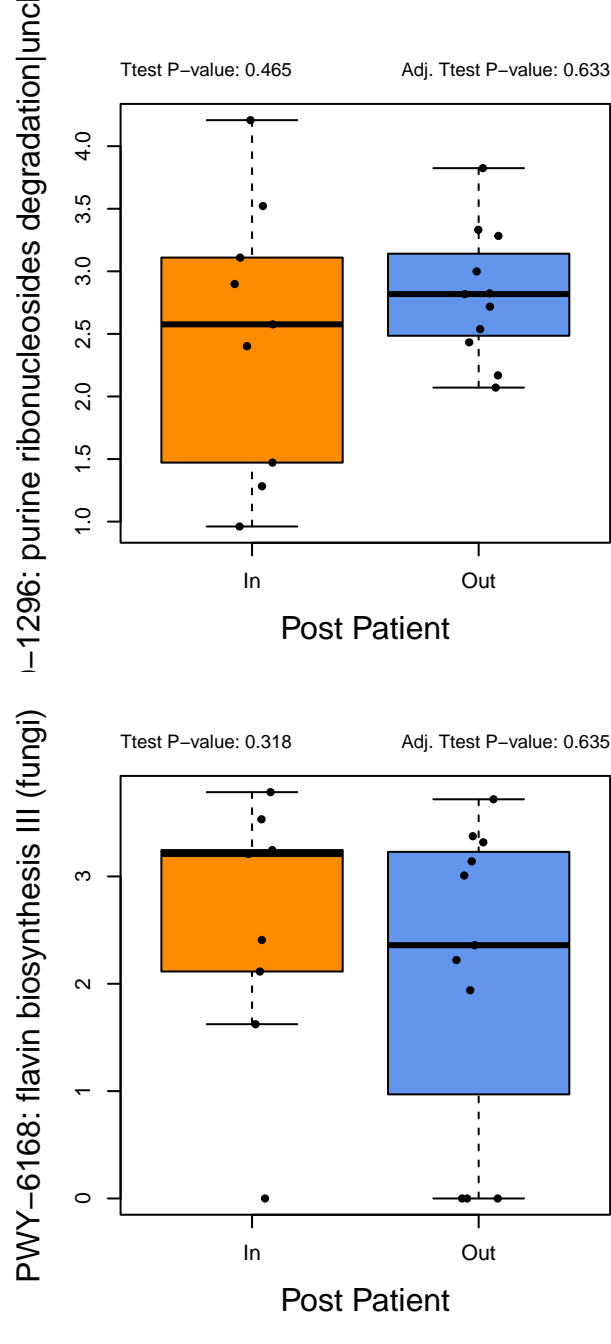 Ttest P−value: 0.465
Adj. Ttest P−value: 0.633
−1296: purine ribonucleosides degradation|uncl
4.0
3.5
3.0
2.5
2.0
1.5
1.0
In
Out
Post Patient
Ttest P−value: 0.318
Adj. Ttest P−value: 0.635
PWY−6168: flavin biosynthesis III (fungi)
3
2
1
0
In
Out
Post Patient